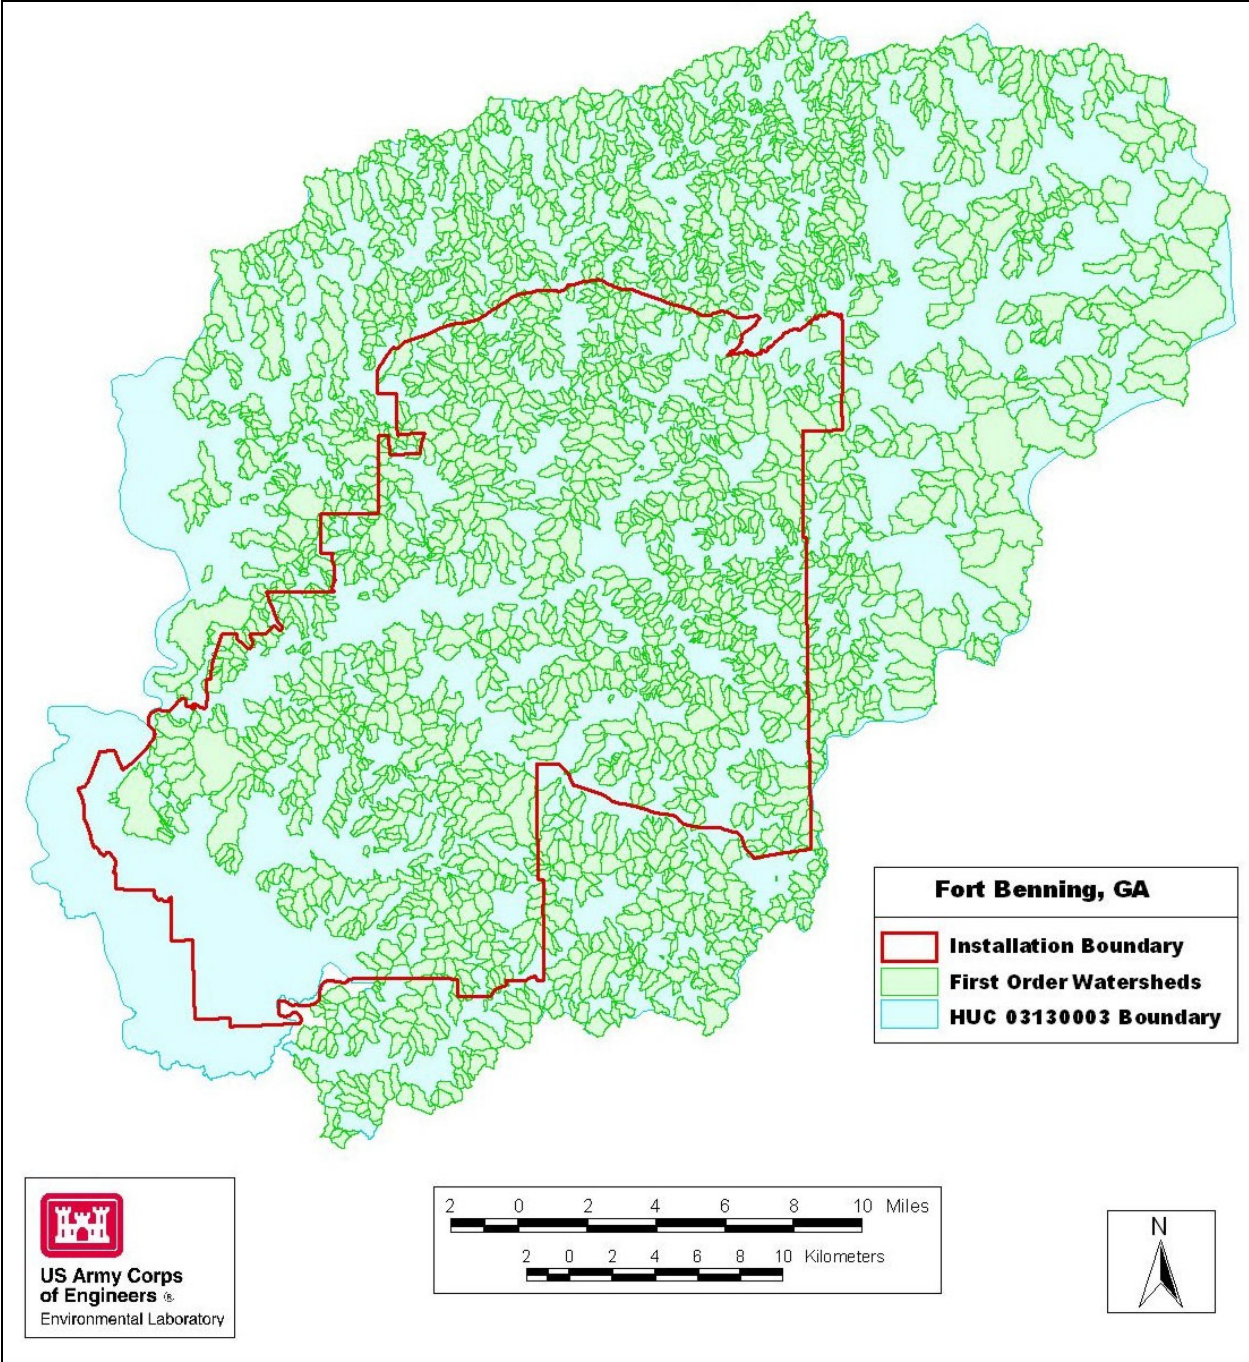 Fort Benning, GA
Installation Boundary
First Order Watersheds
HUC 03130003 Boundary
US Army Corps
of Engineers ®
Environmental Laboratory
2 0 2 4 6 8 10 Miles
2 0 2 4 6 8 10 Kilometers
N